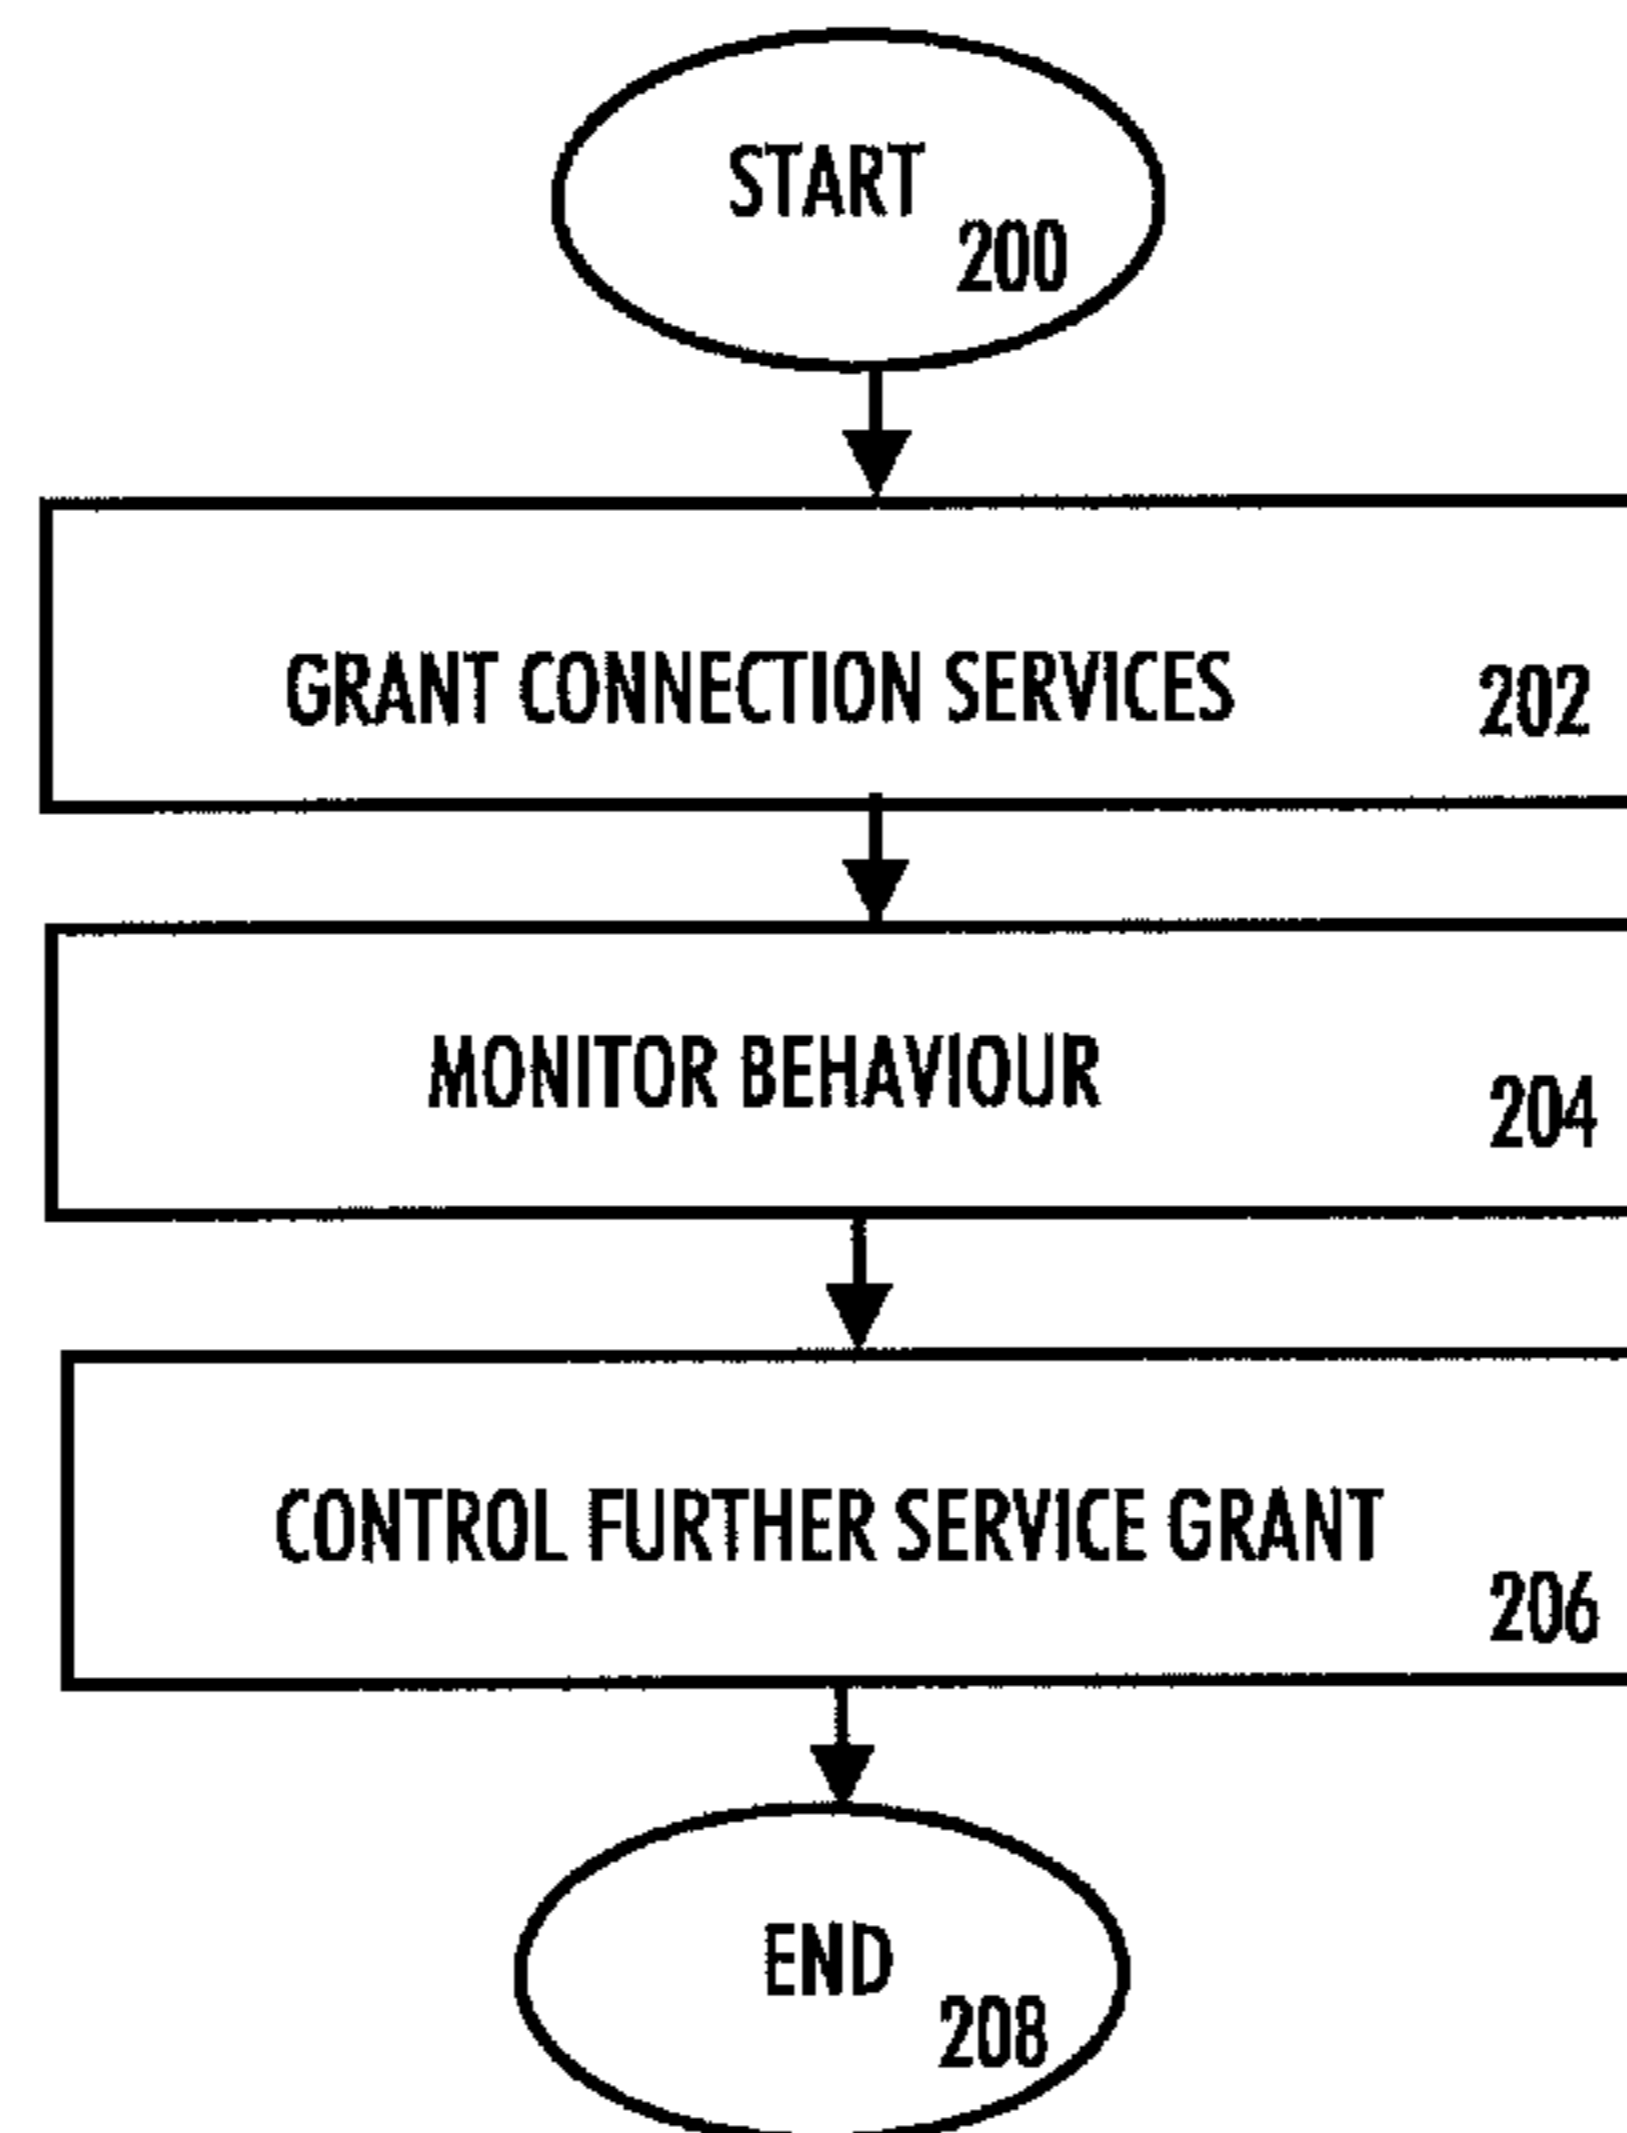 START
200
GRANT CONNECTION SERVICES
202
MONITOR BEHAVIOUR
204
CONTROL FURTHER SERVICE GRANT
206
END
208